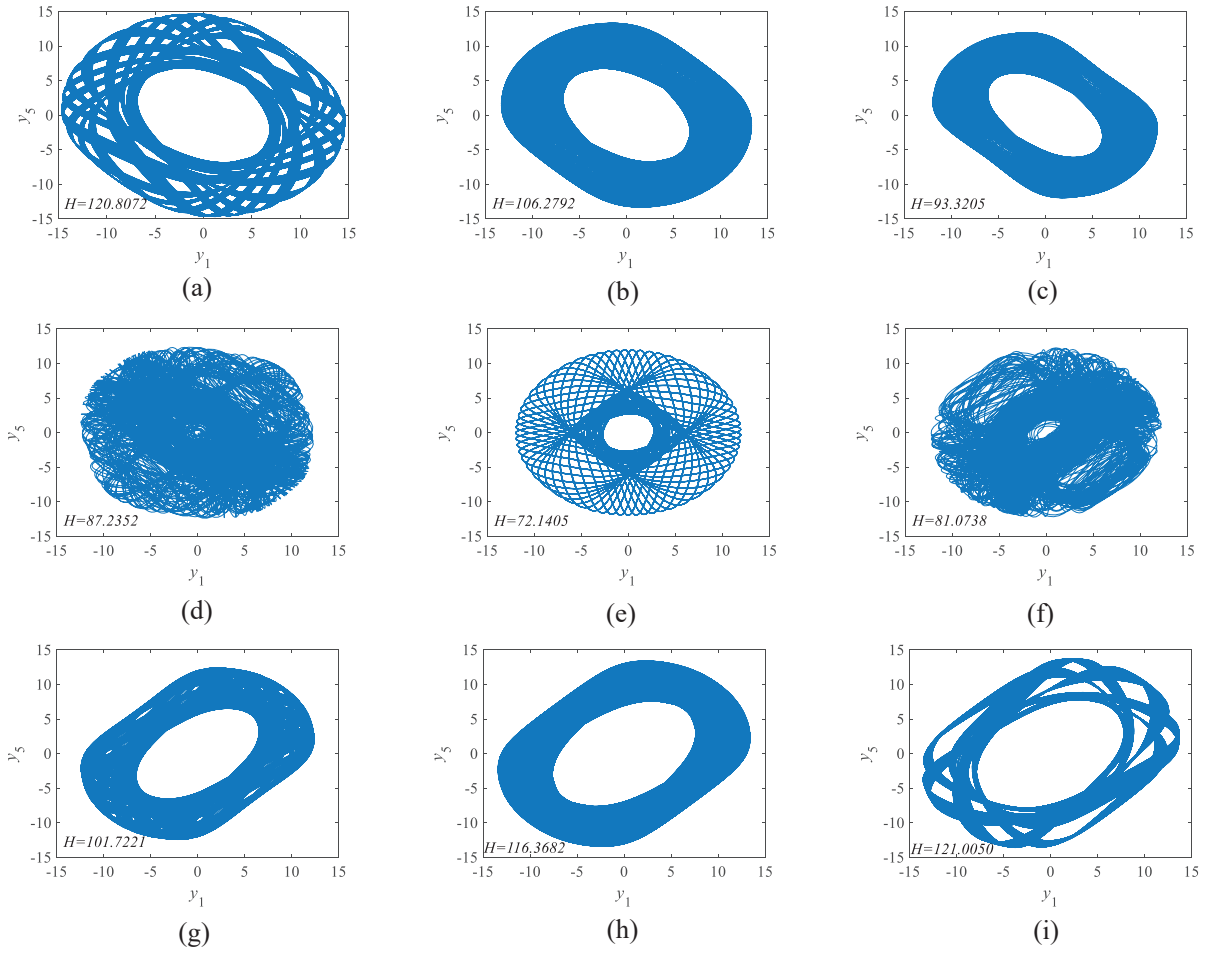 15
10
5
0
-5
-10
-15
y5
H=120.8072
-15 -10 -5 0 5 10 15
y1
(a)
15
10
5
0
-5
-10
-15
y5
H=106.2792
-15 -10 -5 0 5 10 15
y1
(b)
15
10
5
0
-5
-10
-15
y5
H=93.3205
-15 -10 -5 0 5 10 15
y1
(c)
15
10
5
0
-5
-10
-15
y5
H=87.2352
-15 -10 -5 0 5 10 15
y1
(d)
15
10
5
0
-5
-10
-15
y5
H=72.1405
-15 -10 -5 0 5 10 15
y1
(e)
15
10
5
0
-5
-10
-15
y5
H=81.0738
-15 -10 -5 0 5 10 15
y1
(f)
15
10
5
0
-5
-10
-15
y5
H=101.7221
-15 -10 -5 0 5 10 15
y1
(g)
15
10
5
0
-5
-10
-15
y5
H=116.3682
-15 -10 -5 0 5 10 15
y1
(h)
15
10
5
0
-5
-10
-15
y5
H=121.0050
-15 -10 -5 0 5 10 15
y1
(i)